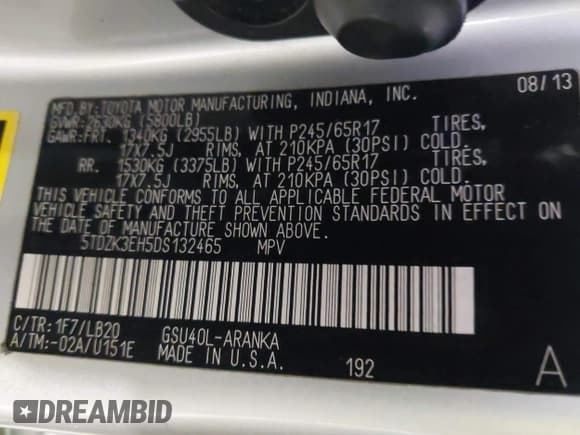 08/13
MFD.BY:TOYOTA MOTOR MANUFACTURING, INDIANA, INC.
GVWR:2630KG (5800LB)
GAWR:FRT. 1340KG (2955LB) WITH P245/65R17 TIRES,
17X7.5J RIMS, AT 210KPA (30PSI) COLD.
RR. 1530KG (3375LB) WITH P245/65R17 TIRES,
17X7.5J RIMS, AT 210KPA (30PSI) COLD.
THIS VEHICLE CONFORMS TO ALL APPLICABLE FEDERAL MOTOR
VEHICLE SAFETY AND THEFT PREVENTION STANDARDS IN EFFECT ON
THE DATE OF MANUFACTURE SHOWN ABOVE.
5TDZK3EH5DS132465 MPV
C/TR:1F7/LB20 GSU40L-ARANKA
A/TM:-02A/U151E MADE IN U.S.A. 192 A
DREAMBID